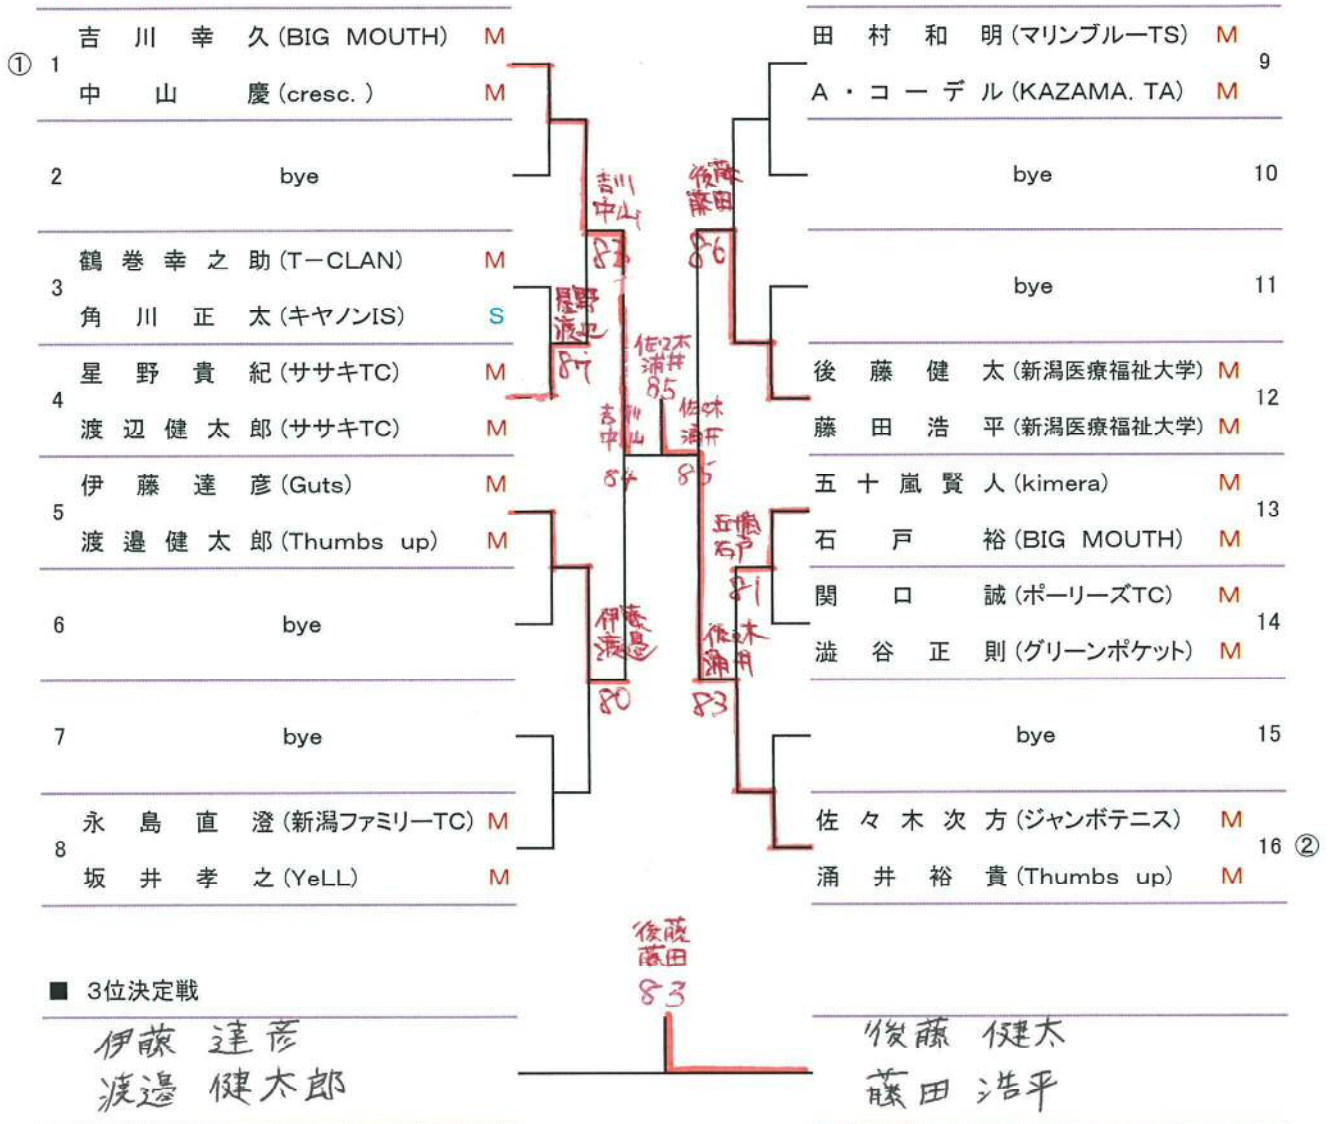 ① 1
吉川幸久(BIG MOUTH) M
中山慶(cresc.) M
2 bye
3
鶴巻幸之助(T-CLAN) M
角川正太(キヤノンIS) S
4
星野貴紀(ササキTC) M
渡辺健太郎(ササキTC) M
5
伊藤達彦(Guts) M
渡邉健太郎(Thumbs up) M
6 bye
7 bye
8
永島直澄(新潟ファミリーTC) M
坂井孝之(YeLL) M
吉川
中山
星野
渡辺
吉川
中山
84
伊藤
渡邉
80
佐々木
涌井
85
後藤
藤田
86
佐々木
涌井
85
五十嵐
石戸
81
佐々木
涌井
83
田村和明(マリンブルーTS) M
A・コーデル(KAZAMA.TA) M
9
bye 10
bye 11
後藤健太(新潟医療福祉大学) M
藤田浩平(新潟医療福祉大学) M
12
五十嵐賢人(kimera) M
石戸裕(BIG MOUTH) M
13
関口誠(ポーリーズTC) M
澁谷正則(グリーンポケット) M
14
bye 15
佐々木次方(ジャンボテニス) M
涌井裕貴(Thumbs up) M
16 ②
■ 3位決定戦
伊藤 達彦
渡邉 健太郎
後藤
藤田
83
後藤 健太
藤田 浩平